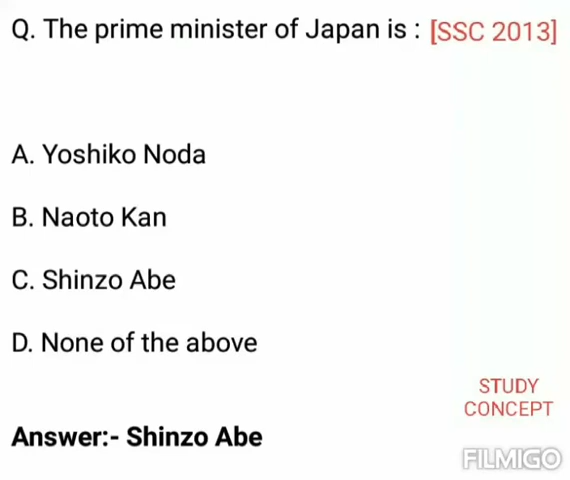 Q. The prime minister of Japan is : [SSC 2013]
A. Yoshiko Noda
B. Naoto Kan
C. Shinzo Abe
D. None of the above
STUDY
CONCEPT
Answer:- Shinzo Abe
FILMIGO